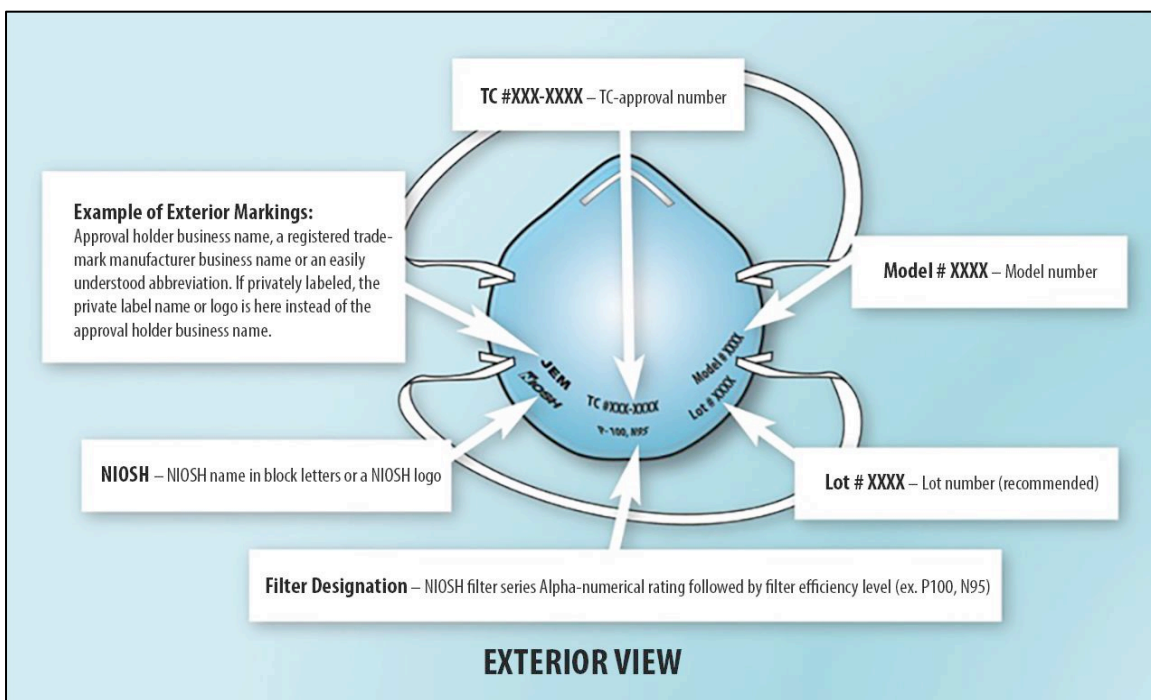 TC #XXX-XXXX – TC-approval number
Example of Exterior Markings:
Approval holder business name, a registered trade-
mark manufacturer business name or an easily
understood abbreviation. If privately labeled, the
private label name or logo is here instead of the
approval holder business name.
Model # XXXX – Model number
JEM
NIOSH
TC #XXX-XXXX
P-100, N95
Model # XXXX
Lot # XXXX
NIOSH – NIOSH name in block letters or a NIOSH logo
Lot # XXXX – Lot number (recommended)
Filter Designation – NIOSH filter series Alpha-numerical rating followed by filter efficiency level (ex. P100, N95)
EXTERIOR VIEW